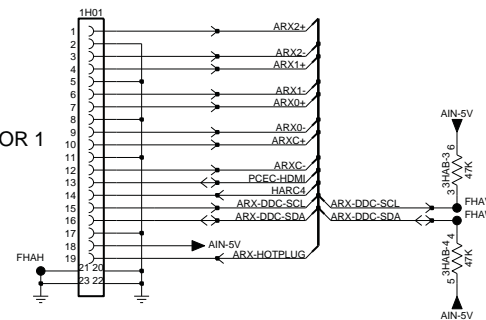 1H01
1 ARX2+
2
3 ARX2-
4 ARX1+
5
6 ARX1-
7 ARX0+
8
9 ARX0-
10 ARXC+
11
12 ARXC-
13 PCEC-HDMI
14 HARC4
15 ARX-DDC-SCL ARX-DDC-SCL
16 ARX-DDC-SDA ARX-DDC-SDA
17
18 AIN-5V
19 ARX-HOTPLUG
21 20
23 22
OR 1
FHAH
AIN-5V
3HAB-3
6
3
47K
3HAB-4
4
5
47K
AIN-5V